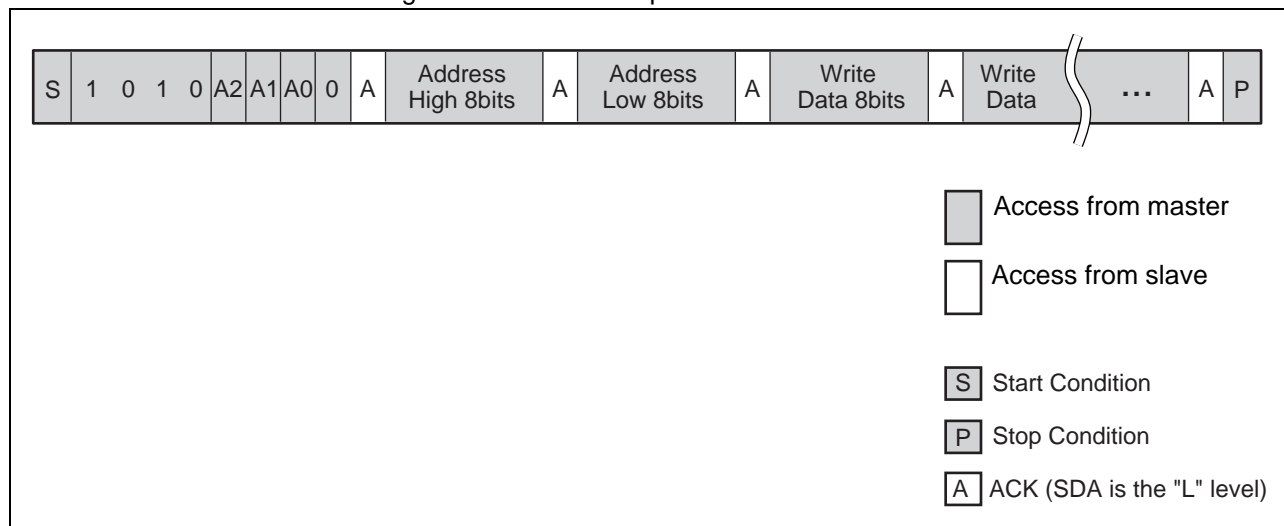 S 1 0 1 0 A2 A1 A0 0 A Address High 8bits A Address Low 8bits A Write Data 8bits A Write Data ... A P
Access from master
Access from slave
S Start Condition
P Stop Condition
A ACK (SDA is the "L" level)